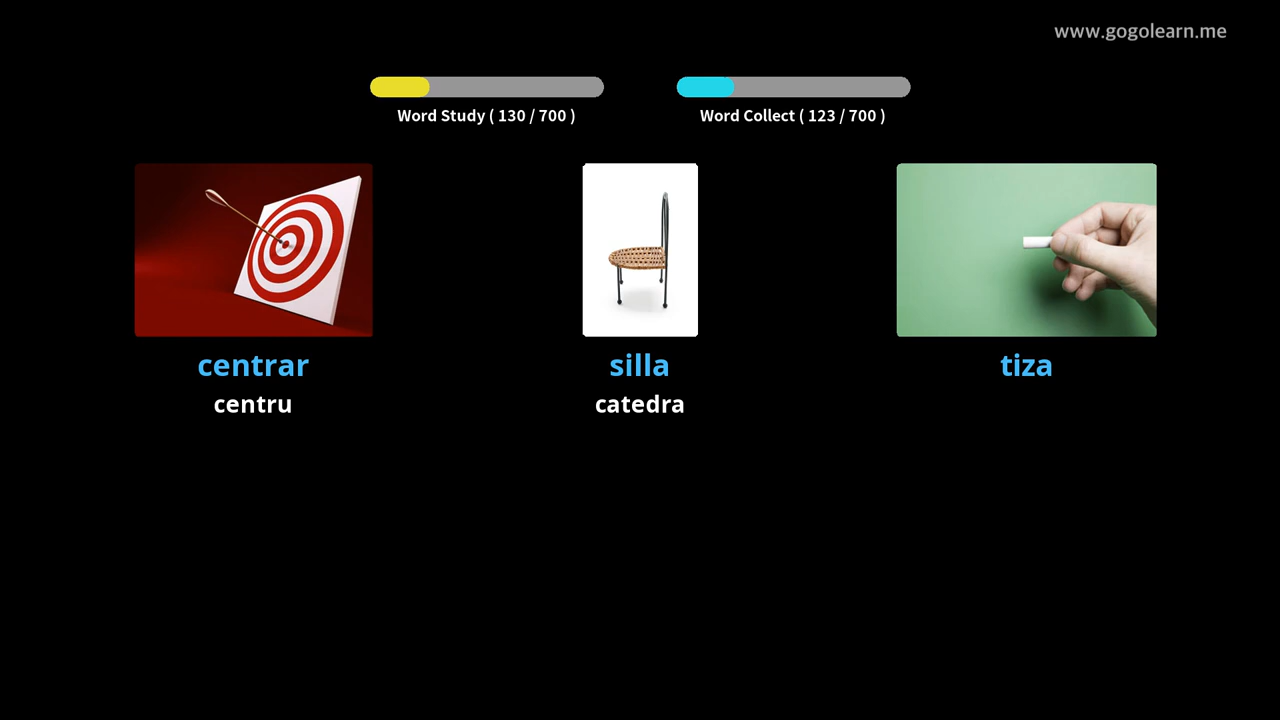 www.gogolearn.me
Word Study ( 130 / 700 )
Word Collect ( 123 / 700 )
centrar
silla
tiza
centru
catedra